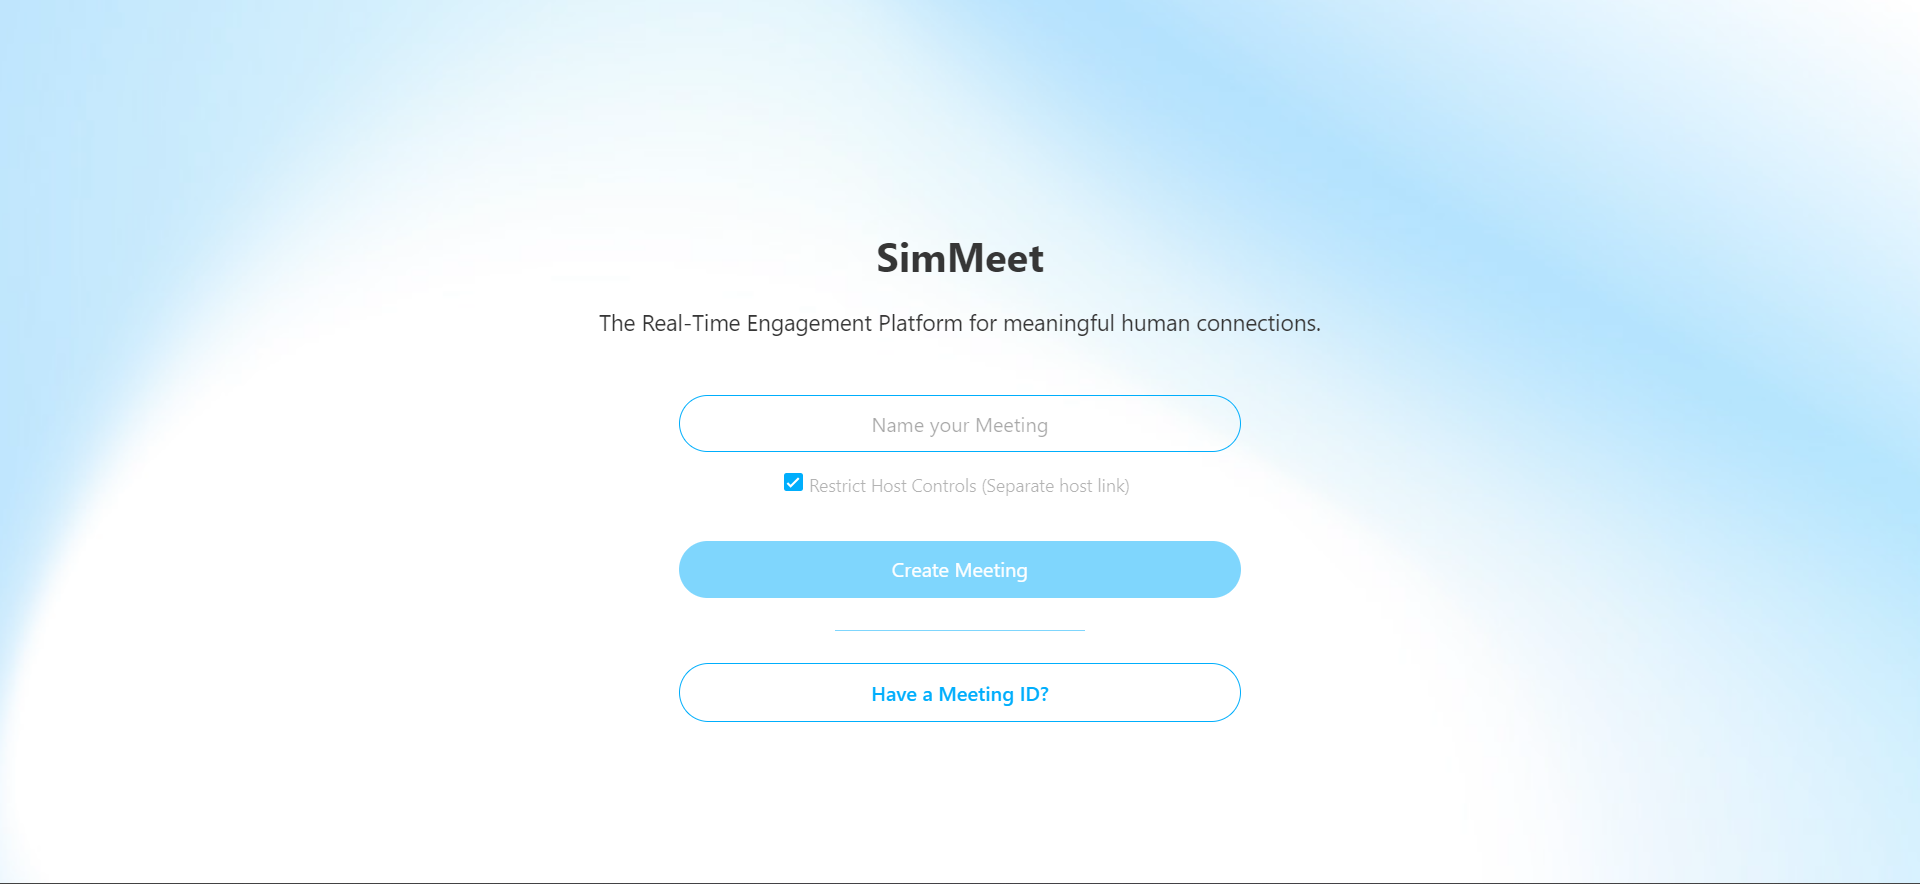 SimMeet
The Real-Time Engagement Platform for meaningful human connections.
Name your Meeting
Restrict Host Controls (Separate host link)
Create Meeting
Have a Meeting ID?